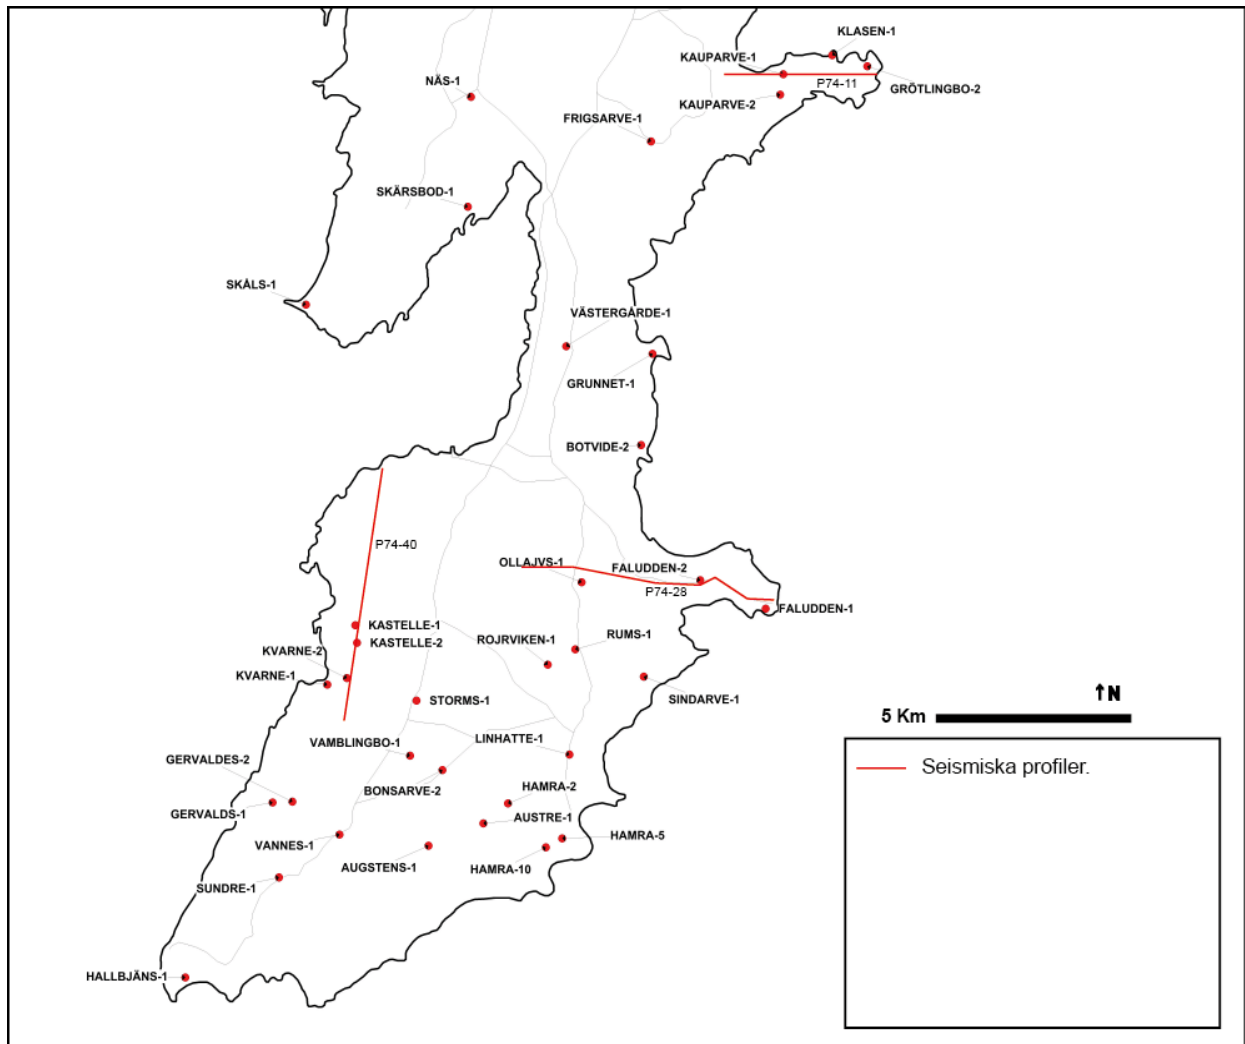 KLASEN-1
KAUPARVE-1
NÄS-1
P74-11
GRÖTLINGBO-2
KAUPARVE-2
FRIGSARVE-1
SKÄRSBOD-1
SKÅLS-1
VÄSTERGÅRDE-1
GRUNNET-1
BOTVIDE-2
P74-40
OLLAJVS-1
FALUDDEN-2
P74-28
FALUDDEN-1
KASTELLE-1
KASTELLE-2
ROJRVIKEN-1
RUMS-1
KVARNE-2
KVARNE-1
SINDARVE-1
STORMS-1
N
5 Km
VAMBLINGBO-1
LINHATTE-1
GERVALDES-2
Seismiska profiler.
BONSARVE-2
HAMRA-2
GERVALDS-1
AUSTRE-1
HAMRA-5
VANNES-1
AUGSTENS-1
HAMRA-10
SUNDRE-1
HALLBJÄNS-1